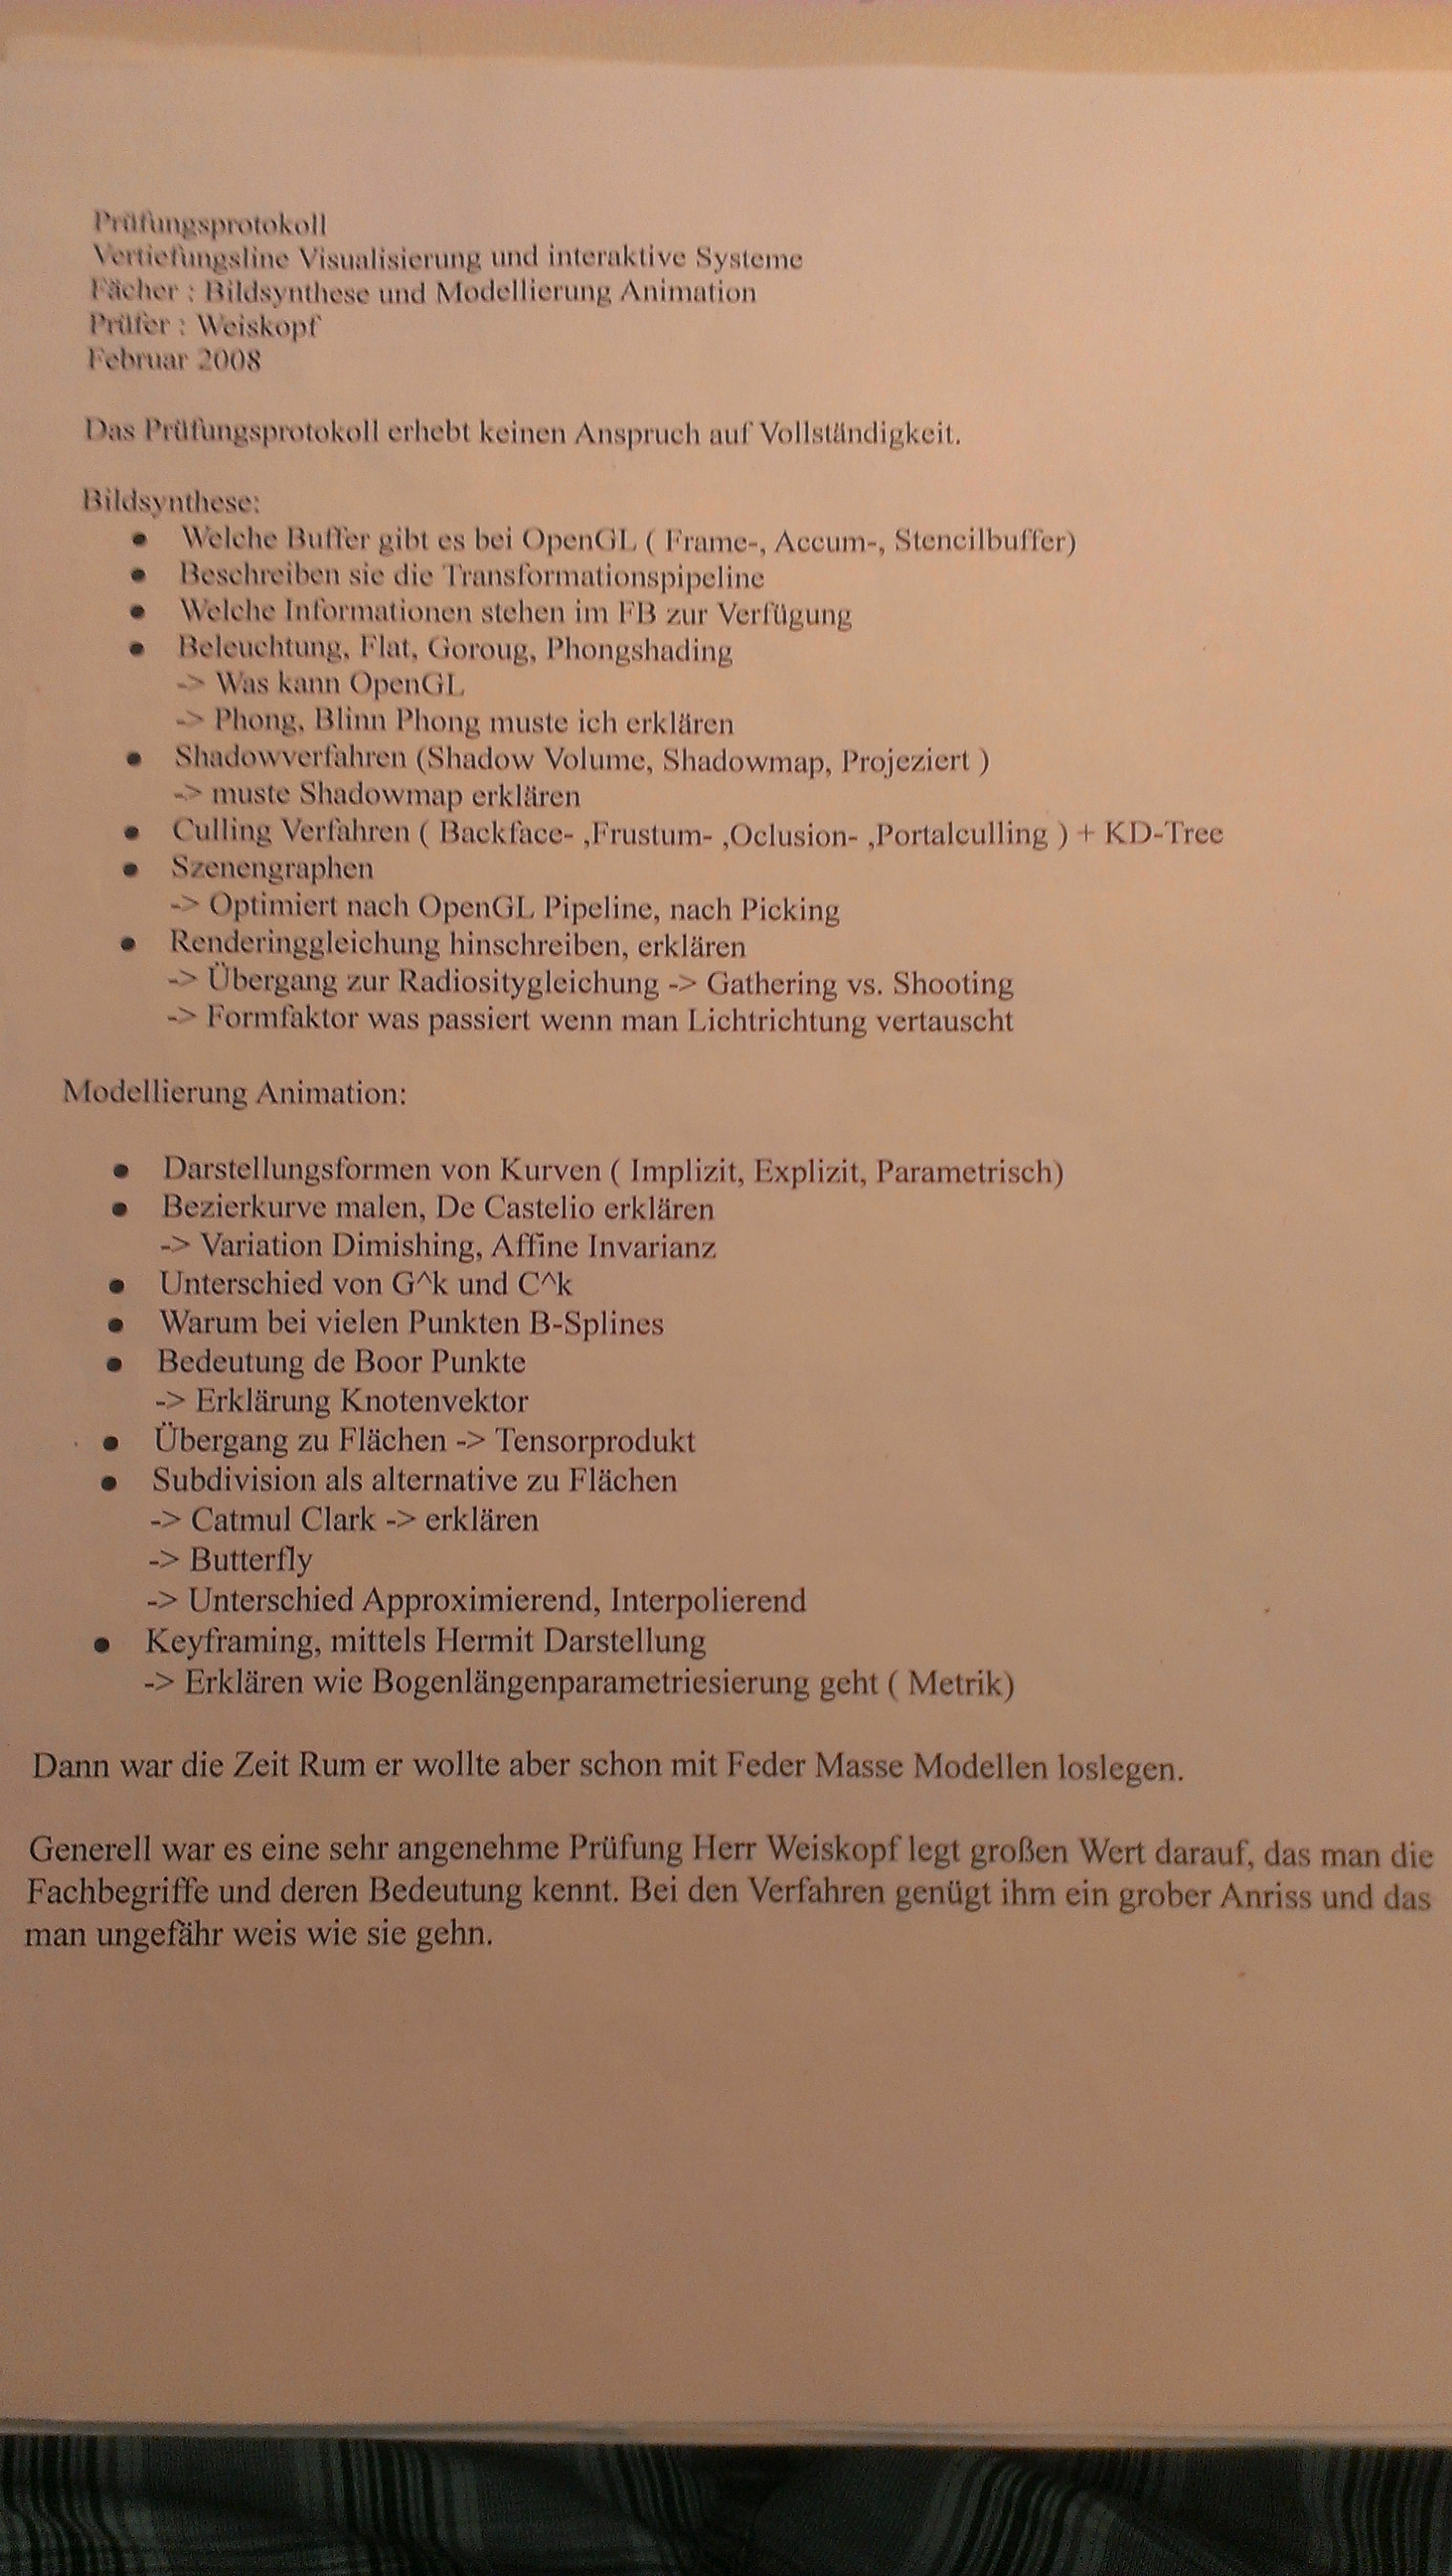 Prüfungsprotokoll
Vertiefungsline Visualisierung und interaktive Systeme
Fächer : Bildsynthese und Modellierung Animation
Prüfer : Weiskopf
Februar 2008
Das Prüfungsprotokoll erhebt keinen Anspruch auf Vollständigkeit.
Bildsynthese:
● Welche Buffer gibt es bei OpenGL ( Frame-, Accum-, Stencilbuffer)
● Beschreiben sie die Transformationspipeline
● Welche Informationen stehen im FB zur Verfügung
● Beleuchtung, Flat, Goroug, Phongshading
-> Was kann OpenGL
-> Phong, Blinn Phong muste ich erklären
● Shadowverfahren (Shadow Volume, Shadowmap, Projeziert )
-> muste Shadowmap erklären
● Culling Verfahren ( Backface- ,Frustum- ,Oclusion- ,Portalculling ) + KD-Tree
● Szenengraphen
-> Optimiert nach OpenGL Pipeline, nach Picking
● Renderinggleichung hinschreiben, erklären
-> Übergang zur Radiositygleichung -> Gathering vs. Shooting
-> Formfaktor was passiert wenn man Lichtrichtung vertauscht
Modellierung Animation:
● Darstellungsformen von Kurven ( Implizit, Explizit, Parametrisch)
● Bezierkurve malen, De Castelio erklären
-> Variation Dimishing, Affine Invarianz
● Unterschied von G^k und C^k
● Warum bei vielen Punkten B-Splines
● Bedeutung de Boor Punkte
-> Erklärung Knotenvektor
● Übergang zu Flächen -> Tensorprodukt
● Subdivision als alternative zu Flächen
-> Catmul Clark -> erklären
-> Butterfly
-> Unterschied Approximierend, Interpolierend
● Keyframing, mittels Hermit Darstellung
-> Erklären wie Bogenlängenparametriesierung geht ( Metrik)
Dann war die Zeit Rum er wollte aber schon mit Feder Masse Modellen loslegen.
Generell war es eine sehr angenehme Prüfung Herr Weiskopf legt großen Wert darauf, das man die
Fachbegriffe und deren Bedeutung kennt. Bei den Verfahren genügt ihm ein grober Anriss und das
man ungefähr weis wie sie gehn.